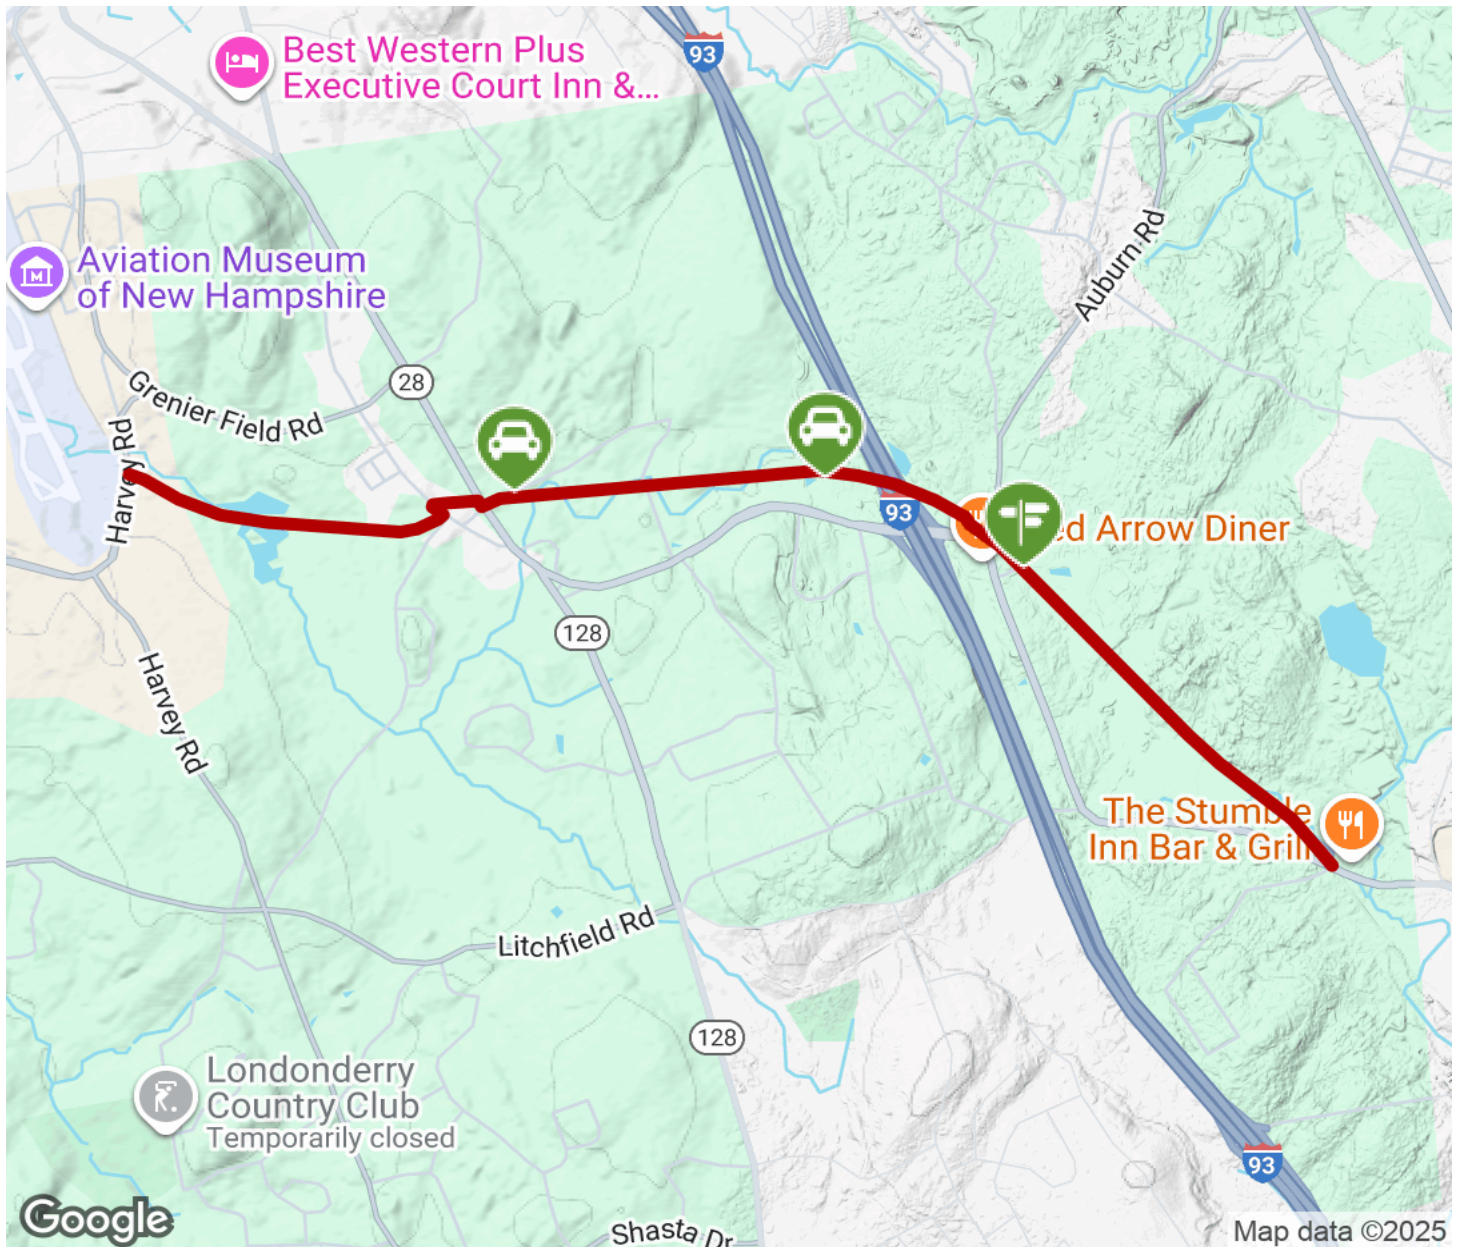 93
Best Western Plus
Executive Court Inn &...
Aviation Museum
of New Hampshire
Auburn Rd
Grenier Field Rd
28
Harvey Rd
93
ed Arrow Diner
128
Harvey Rd
The Stumble
Inn Bar & Grill
Litchfield Rd
128
Londonderry
Country Club
Temporarily closed
93
Google
Shasta Dr
Map data ©2025